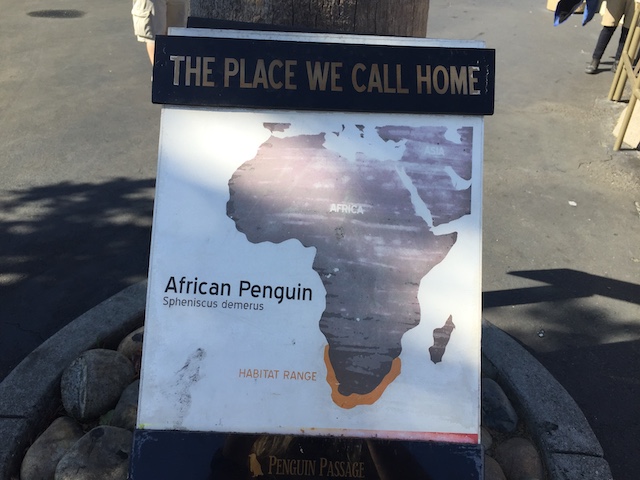 THE PLACE WE CALL HOME
AFRICA
African Penguin
Spheniscus demerus
HABITAT RANGE
PENGUIN PASSAGE